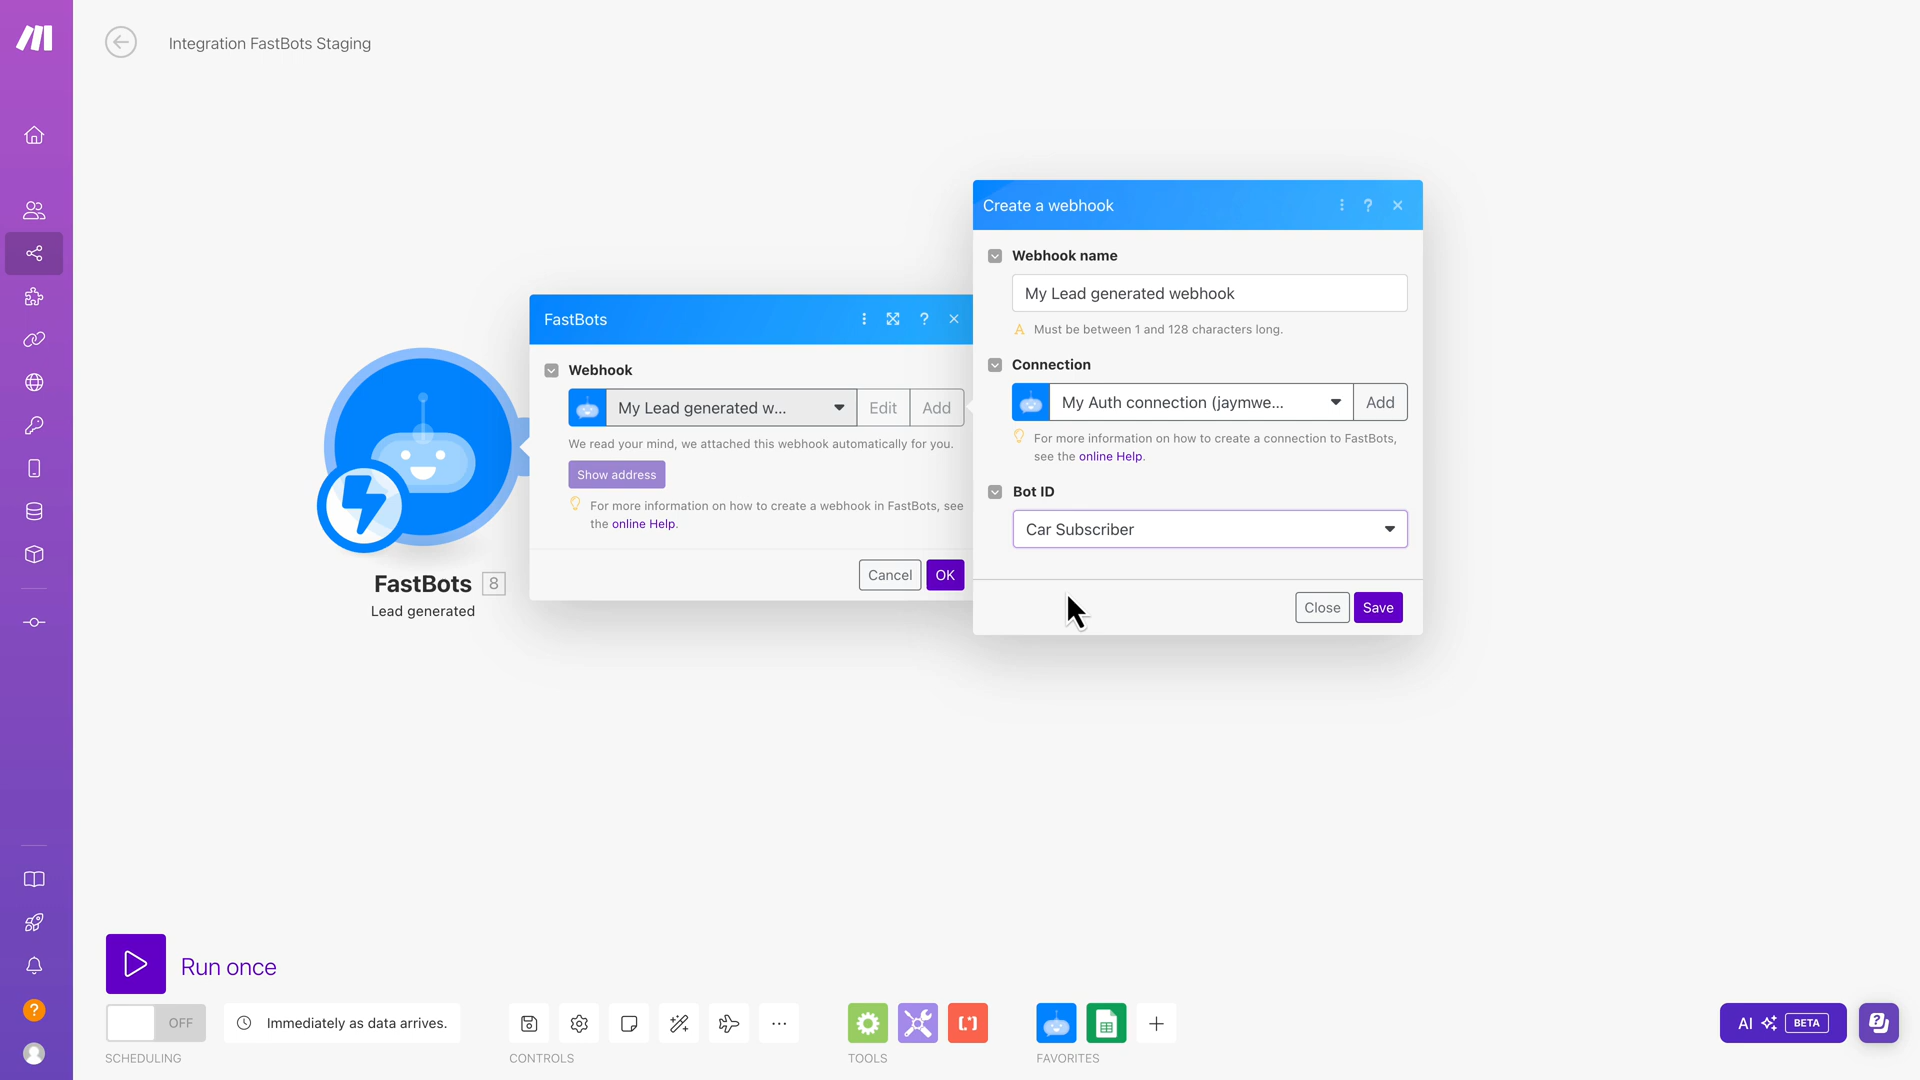 Integration FastBots Staging
Create a webhook
Webhook name
My Lead generated webhook
Must be between 1 and 128 characters long.
Connection
My Auth connection (jaymwe...
Add
For more information on how to create a connection to FastBots,
see the online Help.
Bot ID
Car Subscriber
Close
Save
FastBots
Webhook
My Lead generated w...
Edit
Add
We read your mind, we attached this webhook automatically for you.
Show address
For more information on how to create a webhook in FastBots, see
the online Help.
Cancel
OK
FastBots 8
Lead generated
Run once
OFF
Immediately as data arrives.
SCHEDULING
CONTROLS
TOOLS
FAVORITES
AI BETA